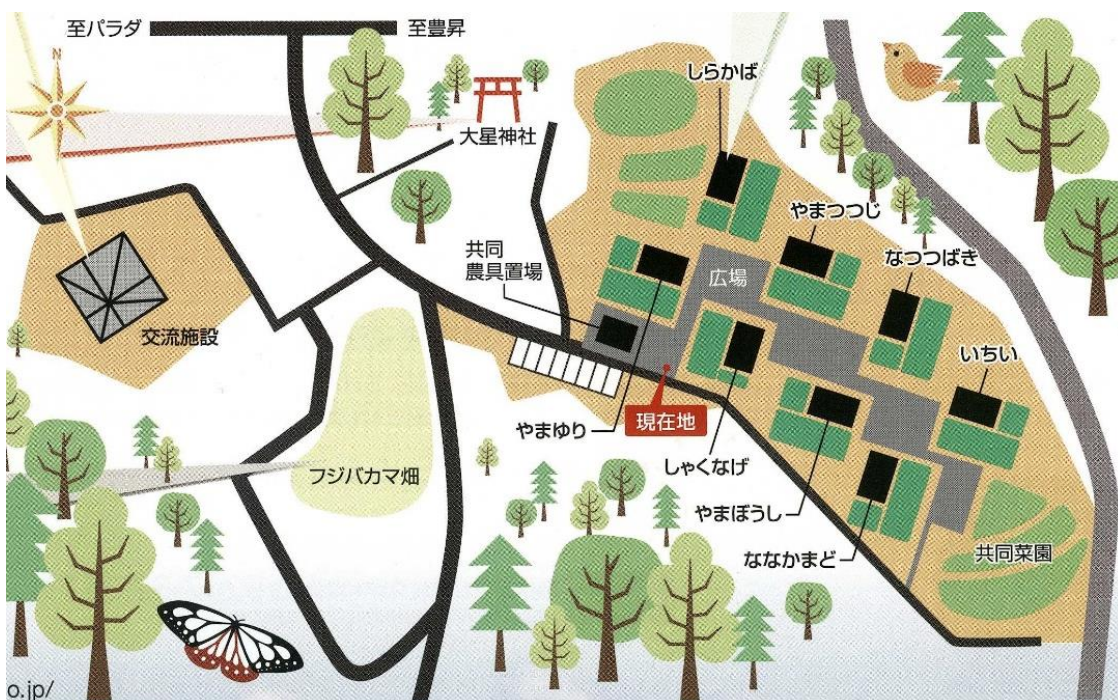 至パラダ
至豊昇
N
しらかば
大星神社
やまつつじ
共同
農具置場
なつつばき
広場
交流施設
いちい
現在地
やまゆり
しゃくなげ
フジバカマ畑
やまぼうし
ななかまど
共同菜園
o.jp/